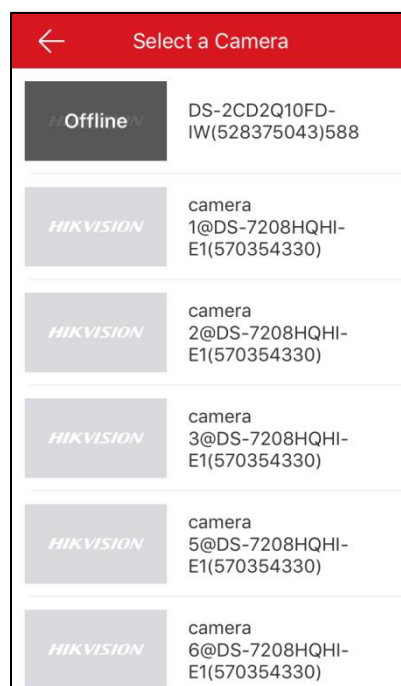 Select a Camera
Offline
DS-2CD2Q10FD-
IW(528375043)588
HIKVISION
camera
1@DS-7208HQHI-
E1(570354330)
HIKVISION
camera
2@DS-7208HQHI-
E1(570354330)
HIKVISION
camera
3@DS-7208HQHI-
E1(570354330)
HIKVISION
camera
5@DS-7208HQHI-
E1(570354330)
HIKVISION
camera
6@DS-7208HQHI-
E1(570354330)